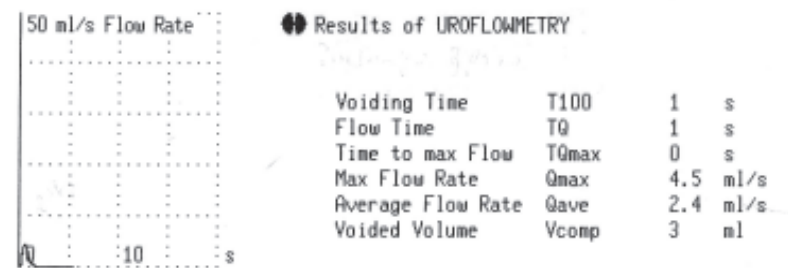 50 ml/s Flow Rate
0 10 s
Results of UROFLOWMETRY
Voiding Time T100 1 s
Flow Time TQ 1 s
Time to max Flow TQmax 0 s
Max Flow Rate Qmax 4.5 ml/s
Average Flow Rate Qave 2.4 ml/s
Voided Volume Vcomp 3 ml